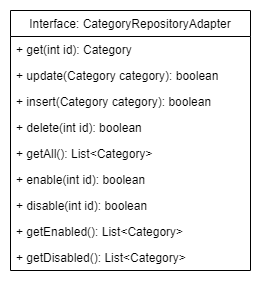 Interface: CategoryRepositoryAdapter
+ get(int id): Category
+ update(Category category): boolean
+ insert(Category category): boolean
+ delete(int id): boolean
+ getAll(): List<Category>
+ enable(int id): boolean
+ disable(int id): boolean
+ getEnabled(): List<Category>
+ getDisabled(): List<Category>